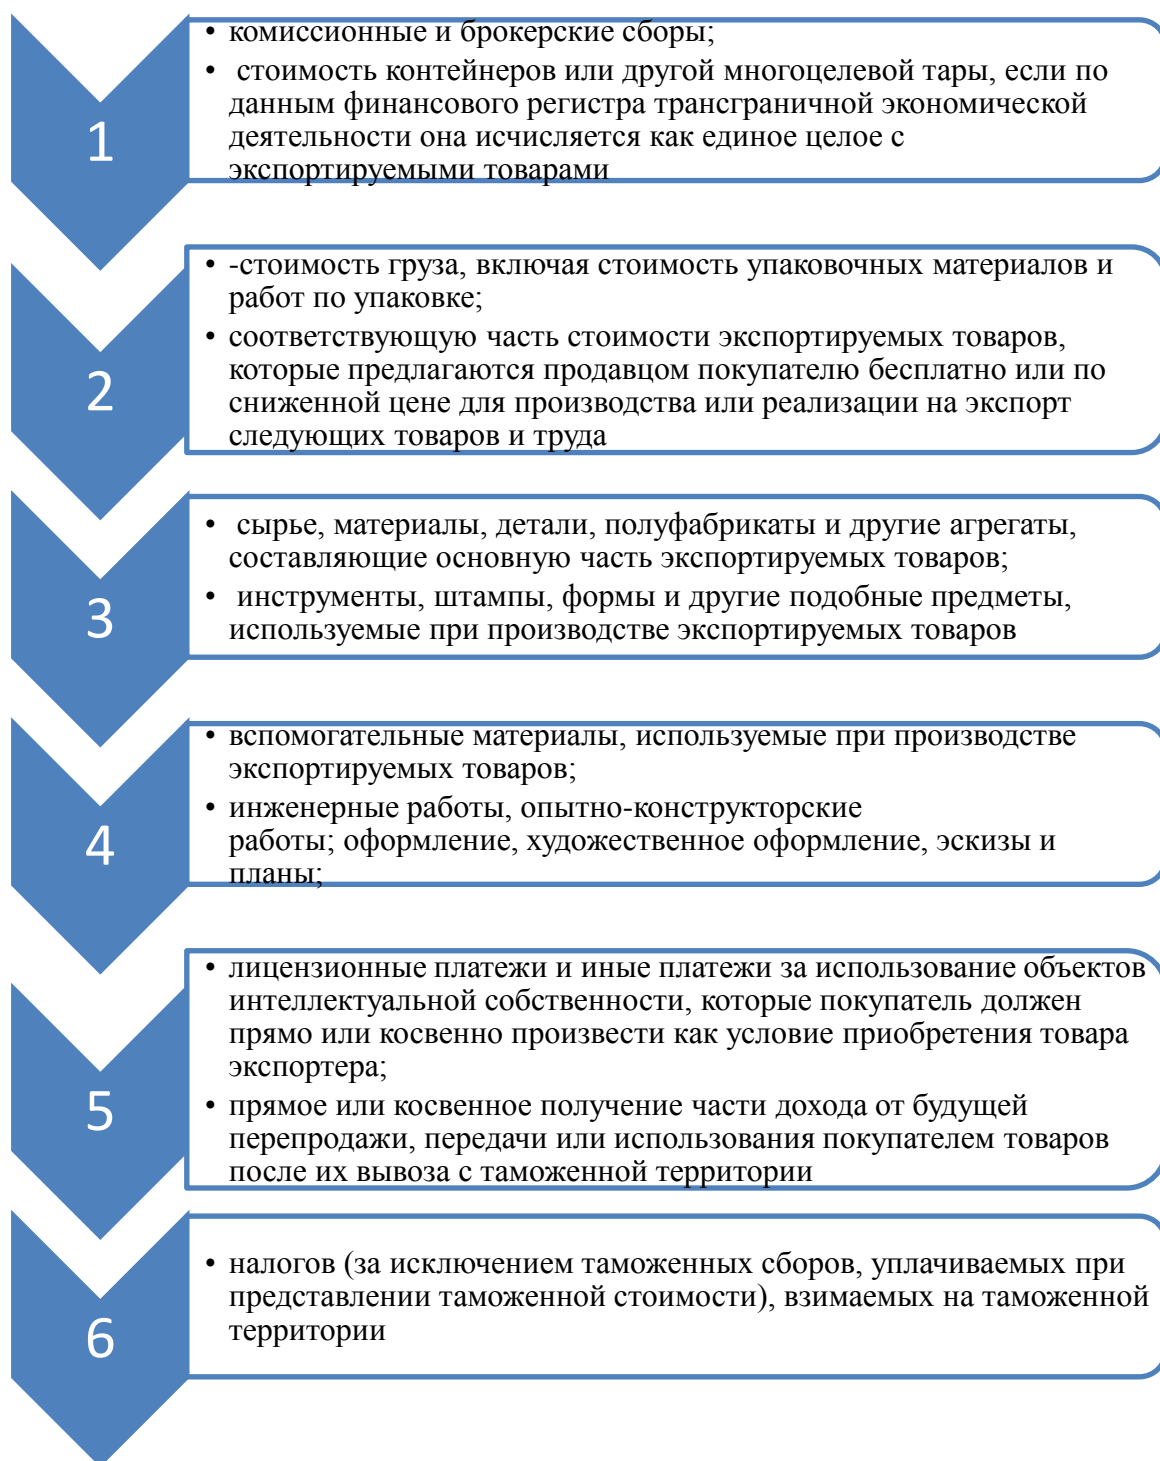 1
• комиссионные и брокерские сборы;
• стоимость контейнеров или другой многоцелевой тары, если по
данным финансового регистра трансграничной экономической
деятельности она исчисляется как единое целое с
экспортируемыми товарами
2
• -стоимость груза, включая стоимость упаковочных материалов и
работ по упаковке;
• соответствующую часть стоимости экспортируемых товаров,
которые предлагаются продавцом покупателю бесплатно или по
сниженной цене для производства или реализации на экспорт
следующих товаров и труда
3
• сырье, материалы, детали, полуфабрикаты и другие агрегаты,
составляющие основную часть экспортируемых товаров;
• инструменты, штампы, формы и другие подобные предметы,
используемые при производстве экспортируемых товаров
4
• вспомогательные материалы, используемые при производстве
экспортируемых товаров;
• инженерные работы, опытно-конструкторские
работы; оформление, художественное оформление, эскизы и
планы;
5
• лицензионные платежи и иные платежи за использование объектов
интеллектуальной собственности, которые покупатель должен
прямо или косвенно произвести как условие приобретения товара
экспортера;
• прямое или косвенное получение части дохода от будущей
перепродажи, передачи или использования покупателем товаров
после их вывоза с таможенной территории
6
• налогов (за исключением таможенных сборов, уплачиваемых при
представлении таможенной стоимости), взимаемых на таможенной
территории